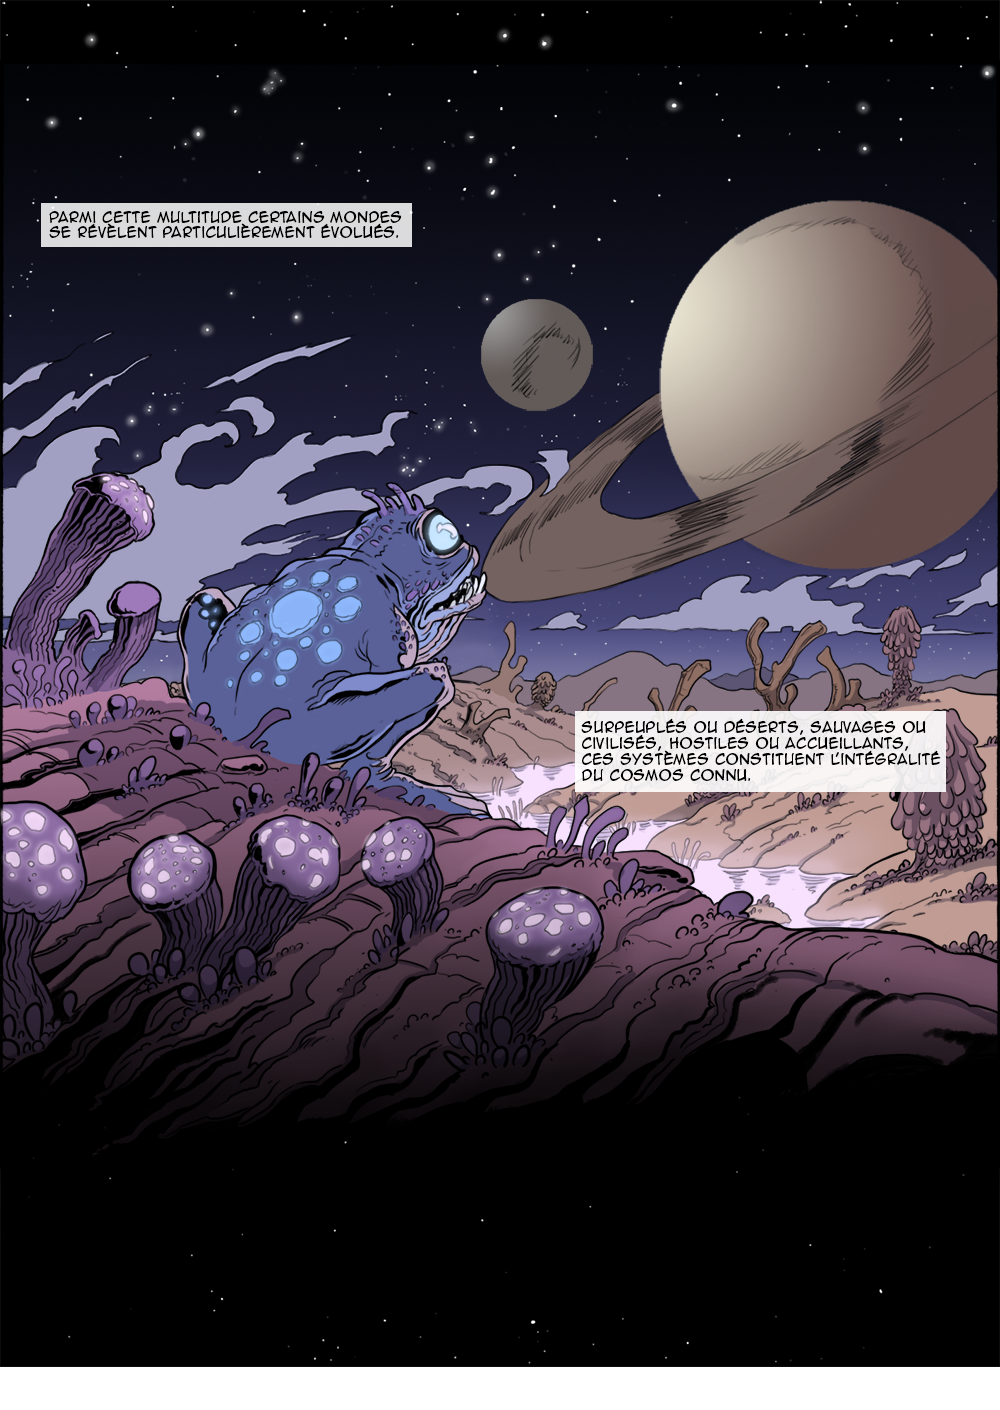 PARMI CETTE MULTITUDE CERTAINS MONDES
SE RÉVÈLENT PARTICULIÈREMENT ÉVOLUÉS.
SURPEUPLÉS OU DÉSERTS, SAUVAGES OU
CIVILISÉS, HOSTILES OU ACCUEILLANTS,
CES SYSTÈMES CONSTITUENT L'INTÉGRALITÉ
DU COSMOS CONNU.